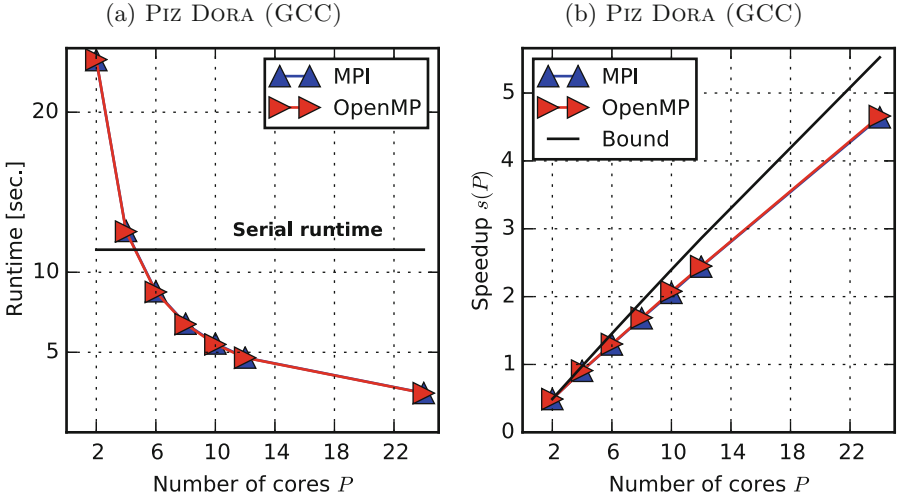 (a) PIZ DORA (GCC)
MPI
OpenMP
Serial runtime
Runtime [sec.]
20
10
5
2 6 10 14 18 22
Number of cores P
(b) PIZ DORA (GCC)
MPI
OpenMP
Bound
Speedup s(P)
5
4
3
2
1
0
2 6 10 14 18 22
Number of cores P